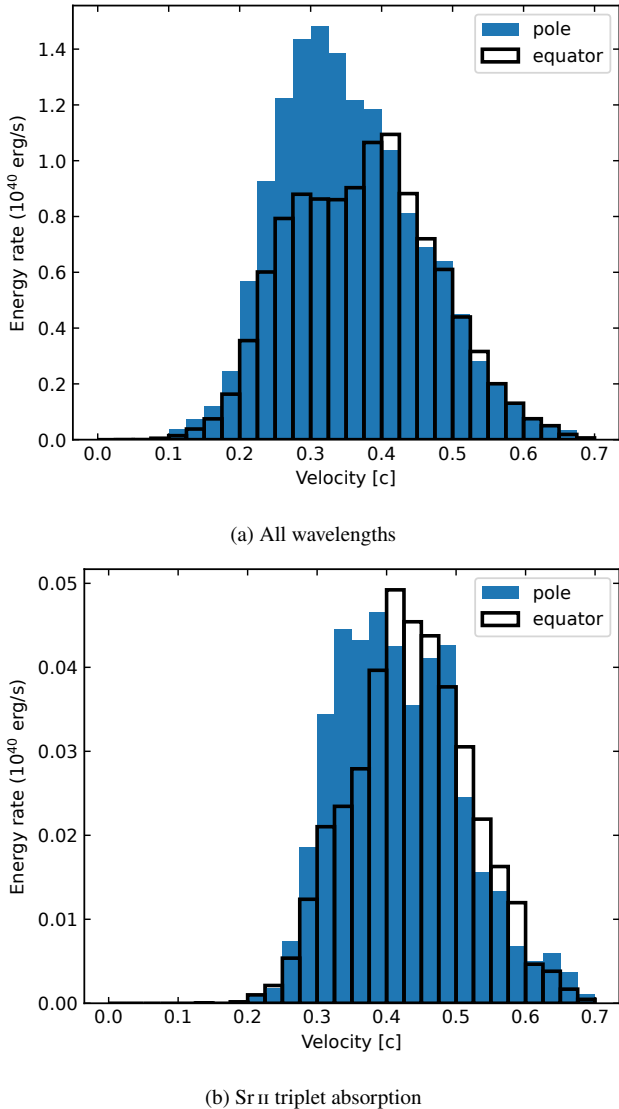 pole
equator
1.4
1.2
1.0
0.8
0.6
0.4
0.2
0.0
Energy rate (10⁴⁰ erg/s)
0.0 0.1 0.2 0.3 0.4 0.5 0.6 0.7
Velocity [c]
(a) All wavelengths
pole
equator
0.05
0.04
0.03
0.02
0.01
0.00
Energy rate (10⁴⁰ erg/s)
0.0 0.1 0.2 0.3 0.4 0.5 0.6 0.7
Velocity [c]
(b) Sr II triplet absorption